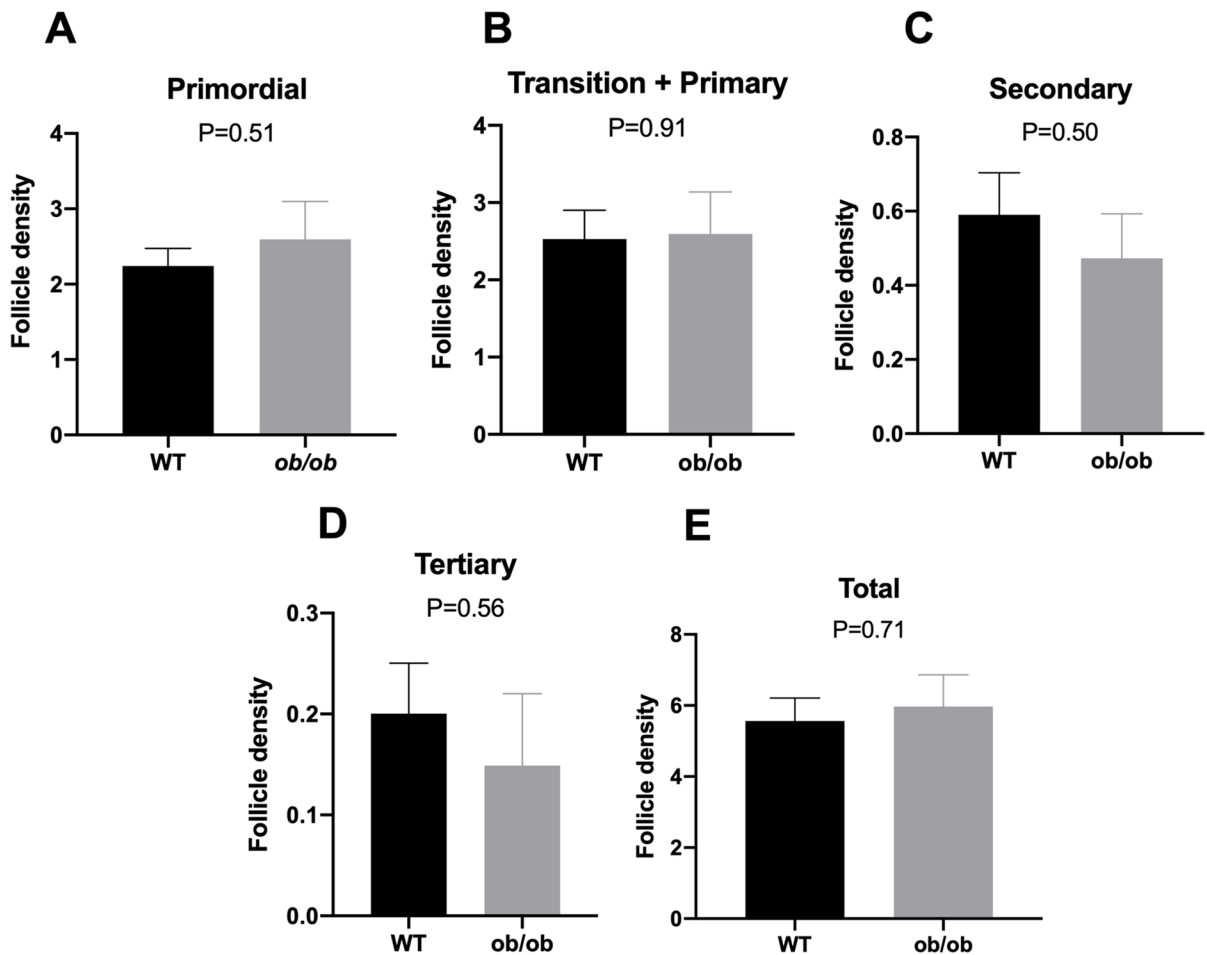 A
Primordial
P=0.51
Follicle density
4
3
2
1
0
WT
ob/ob
B
Transition + Primary
P=0.91
Follicle density
4
3
2
1
0
WT
ob/ob
C
Secondary
P=0.50
Follicle density
0.8
0.6
0.4
0.2
0.0
WT
ob/ob
D
Tertiary
P=0.56
Follicle density
0.3
0.2
0.1
0.0
WT
ob/ob
E
Total
P=0.71
Follicle density
8
6
4
2
0
WT
ob/ob